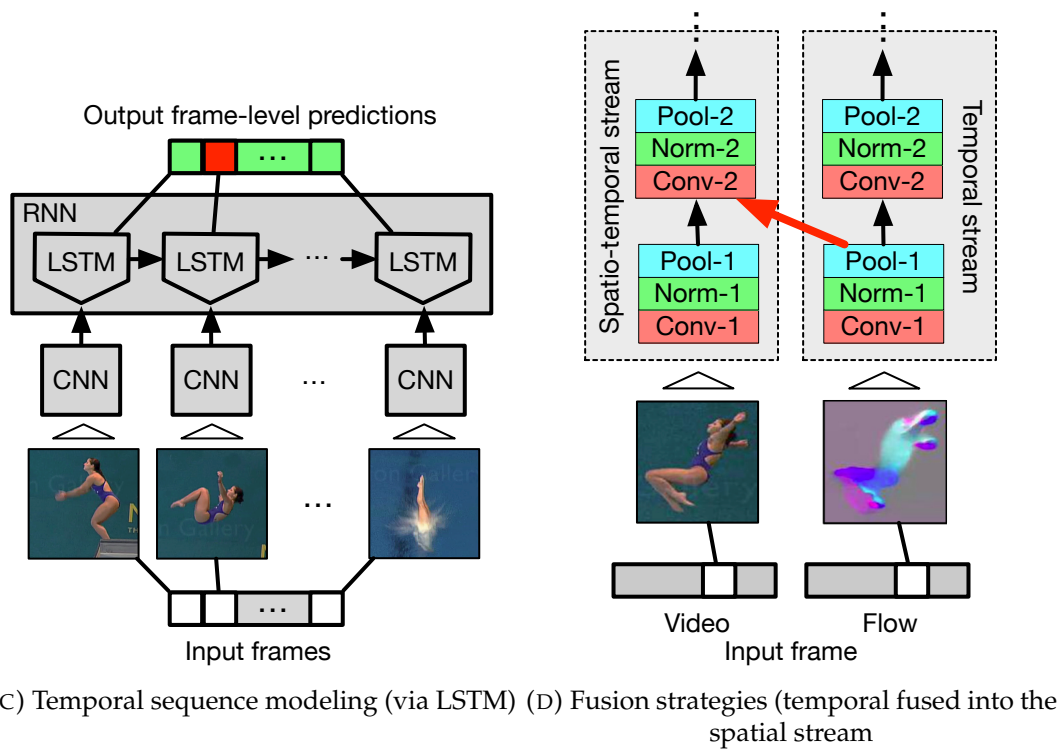 Output frame-level predictions
...
RNN
LSTM
LSTM
...
LSTM
CNN
CNN
...
CNN
...
...
Input frames
C) Temporal sequence modeling (via LSTM)
Spatio-temporal stream
Pool-2
Norm-2
Conv-2
Pool-1
Norm-1
Conv-1
Temporal stream
Pool-2
Norm-2
Conv-2
Pool-1
Norm-1
Conv-1
Video
Flow
Input frame
(D) Fusion strategies (temporal fused into the
spatial stream